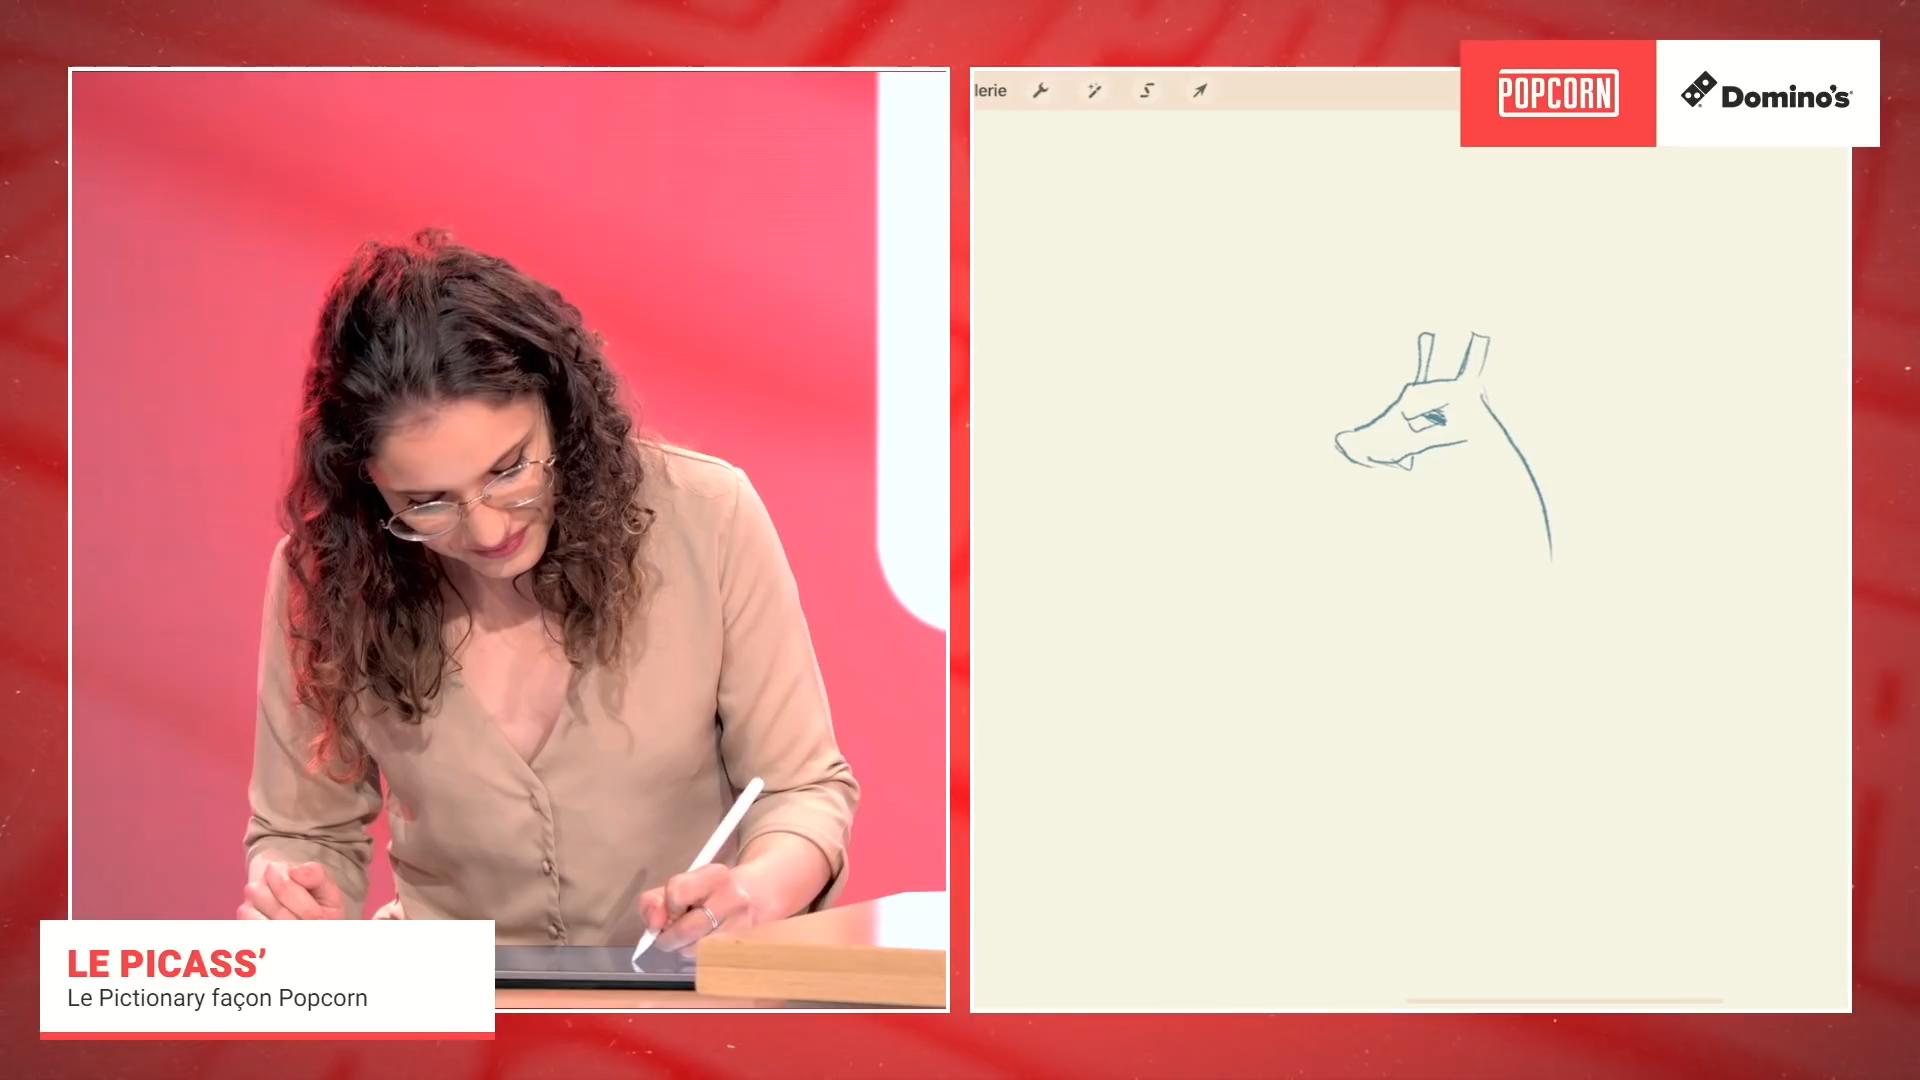 lerie
POPCORN
Domino's
LE PICASS’
Le Pictionary façon Popcorn